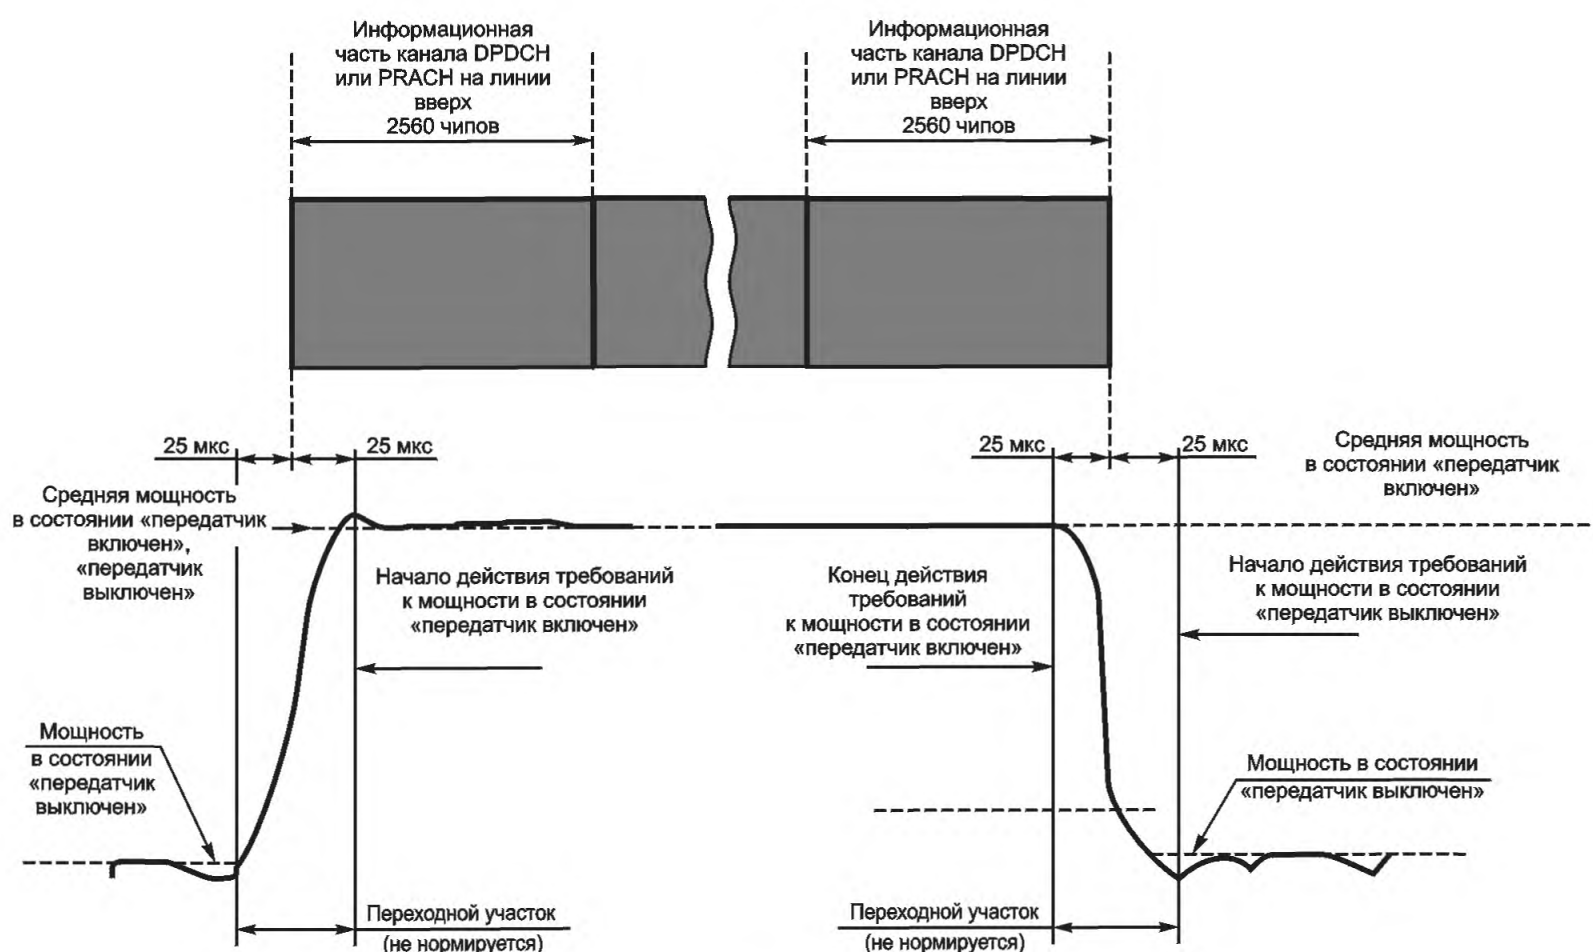 Информационная
часть канала DPDCH
или PRACH на линии
вверх
2560 чипов
Информационная
часть канала DPDCH
или PRACH на линии
вверх
2560 чипов
25 мкс
25 мкс
25 мкс
25 мкс
Средняя мощность
в состоянии «передатчик
включен»
Средняя мощность
в состоянии «передатчик
включен»,
«передатчик
выключен»
Начало действия требований
к мощности в состоянии
«передатчик включен»
Конец действия
требований
к мощности в состоянии
«передатчик включен»
Начало действия требований
к мощности в состоянии
«передатчик выключен»
Мощность
в состоянии
«передатчик
выключен»
Мощность в состоянии
«передатчик выключен»
Переходной участок
(не нормируется)
Переходной участок
(не нормируется)